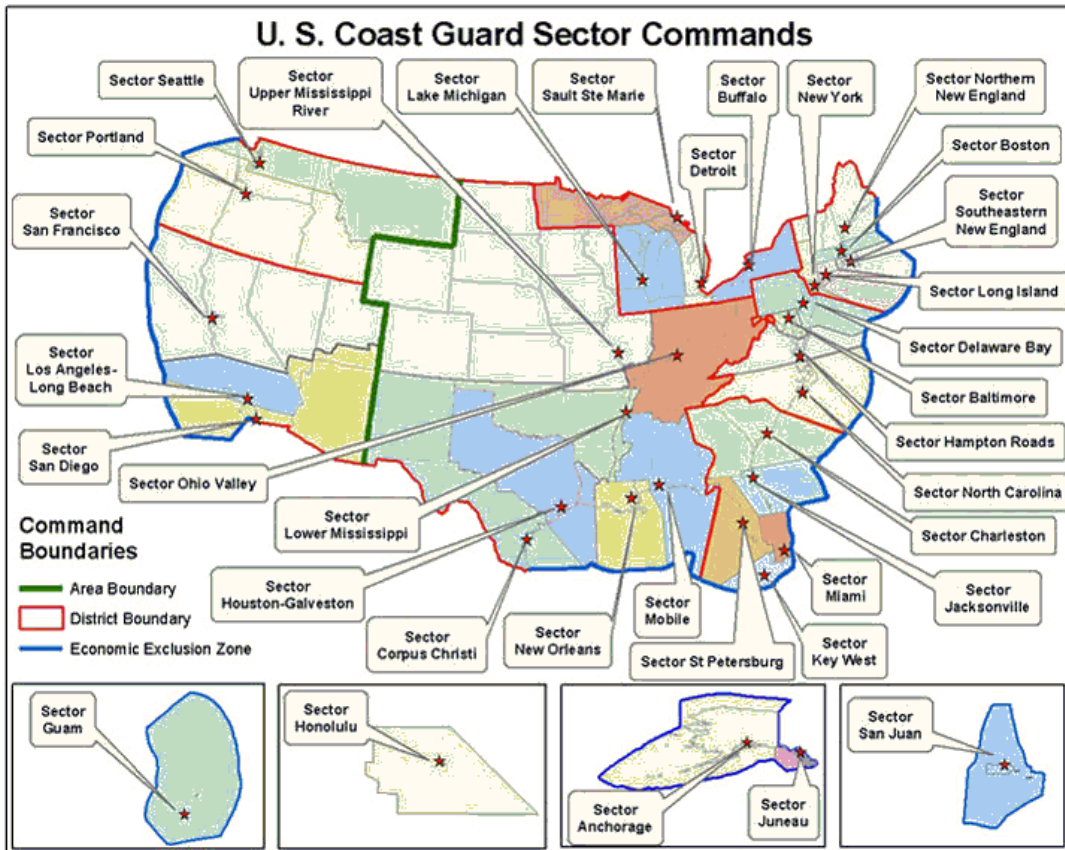 U. S. Coast Guard Sector Commands
Sector Seattle
Sector
Upper Mississippi
River
Sector
Lake Michigan
Sector
Sault Ste Marie
Sector
Buffalo
Sector
New York
Sector Northern
New England
Sector Portland
Sector
Detroit
Sector Boston
Sector
San Francisco
Sector
Southeastern
New England
Sector Long Island
Sector
Los Angeles-
Long Beach
Sector Delaware Bay
Sector Baltimore
Sector
San Diego
Sector Hampton Roads
Sector Ohio Valley
Sector North Carolina
Sector
Lower Mississippi
Sector Charleston
Command
Boundaries
Area Boundary
District Boundary
Economic Exclusion Zone
Sector
Houston-Galveston
Sector
Corpus Christi
Sector
New Orleans
Sector
Mobile
Sector St Petersburg
Sector
Miami
Sector
Key West
Sector
Jacksonville
Sector
Guam
Sector
Honolulu
Sector
Anchorage
Sector
Juneau
Sector
San Juan